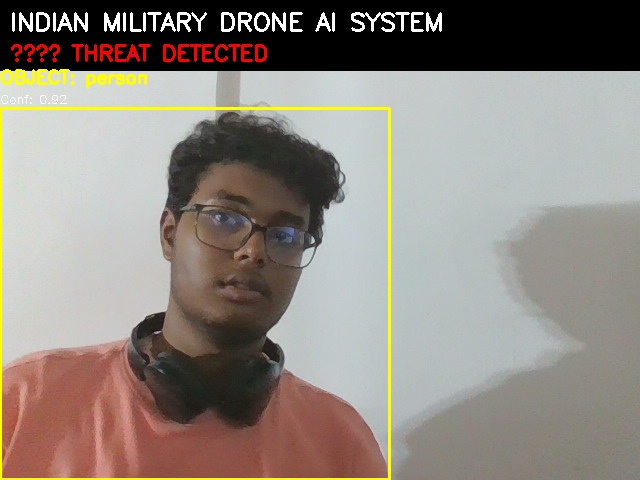 INDIAN MILITARY DRONE AI SYSTEM
???? THREAT DETECTED
OBJECT: person
Conf: 0.92